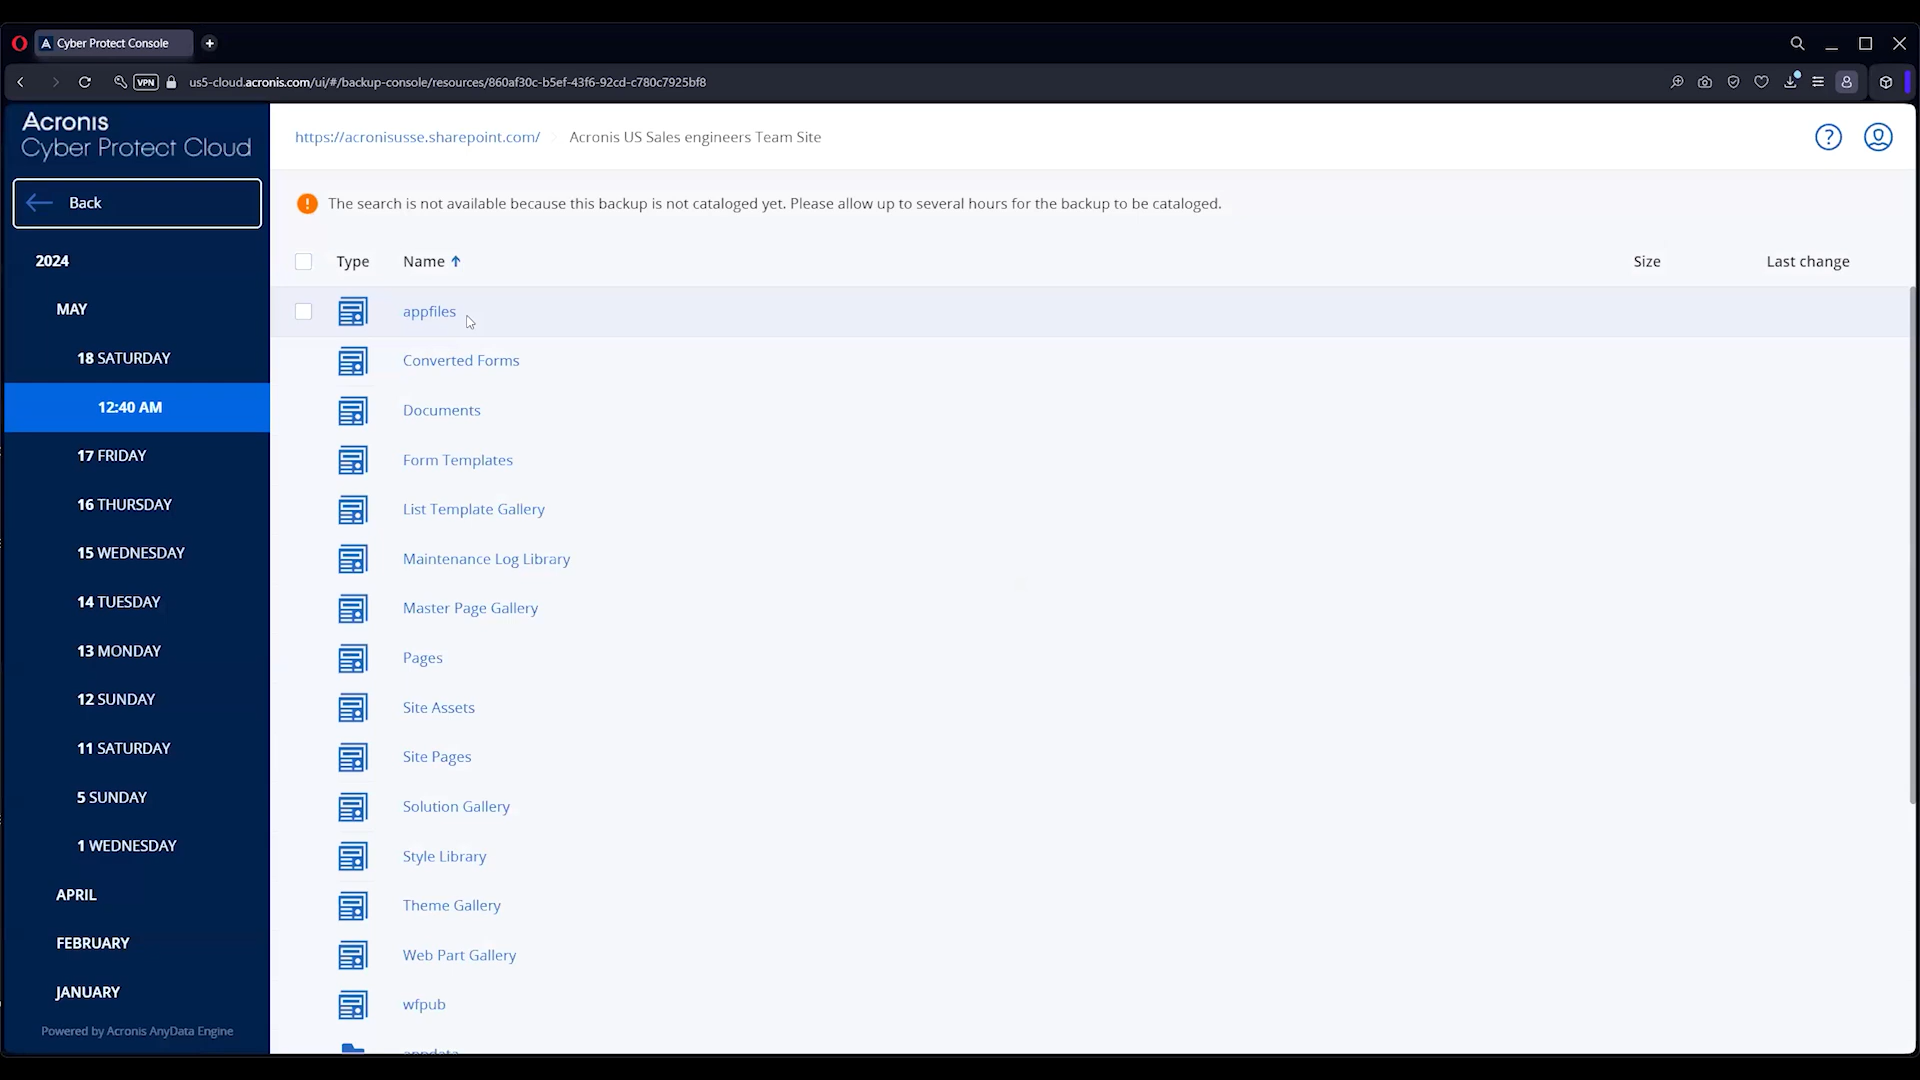 Cyber Protect Console
VPN
us5-cloud.acronis.com/ui/#/backup-console/resources/860af30c-b5ef-43f6-92cd-c780c7925bf8
Acronis
Cyber Protect Cloud
Back
2024
MAY
18 SATURDAY
12:40 AM
17 FRIDAY
16 THURSDAY
15 WEDNESDAY
14 TUESDAY
13 MONDAY
12 SUNDAY
11 SATURDAY
5 SUNDAY
1 WEDNESDAY
APRIL
FEBRUARY
JANUARY
Powered by Acronis AnyData Engine
https://acronisusse.sharepoint.com/ Acronis US Sales engineers Team Site
The search is not available because this backup is not cataloged yet. Please allow up to several hours for the backup to be cataloged.
Type Name Size Last change
appfiles
Converted Forms
Documents
Form Templates
List Template Gallery
Maintenance Log Library
Master Page Gallery
Pages
Site Assets
Site Pages
Solution Gallery
Style Library
Theme Gallery
Web Part Gallery
wfpub
appdata